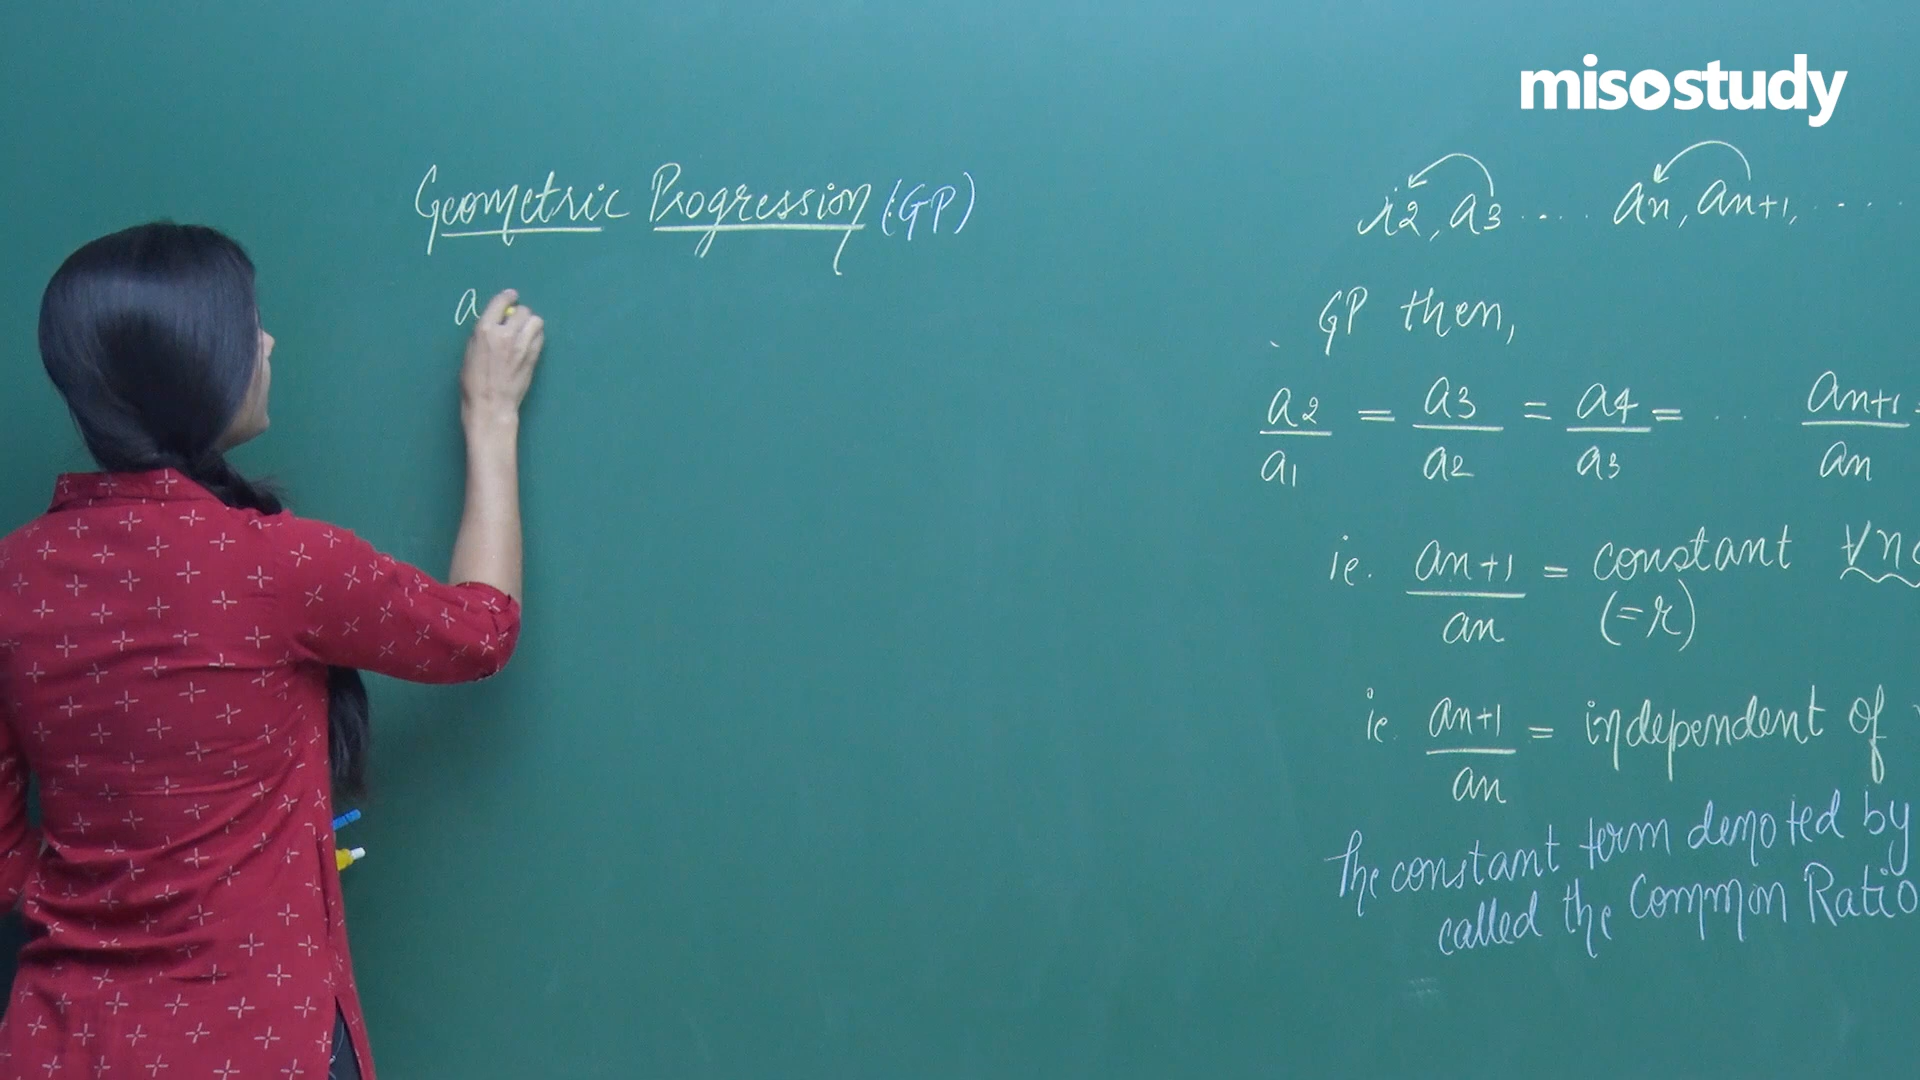 misostudy
Geometric Progression (GP)
a
a2, a3 .... an, an+1, ....
GP then,
a2/a1 = a3/a2 = a4/a3 = .. an+1/an =
ie. an+1/an = constant ∀n
(=r)
ie an+1/an = independent of
The constant term denoted by
called the Common Ratio